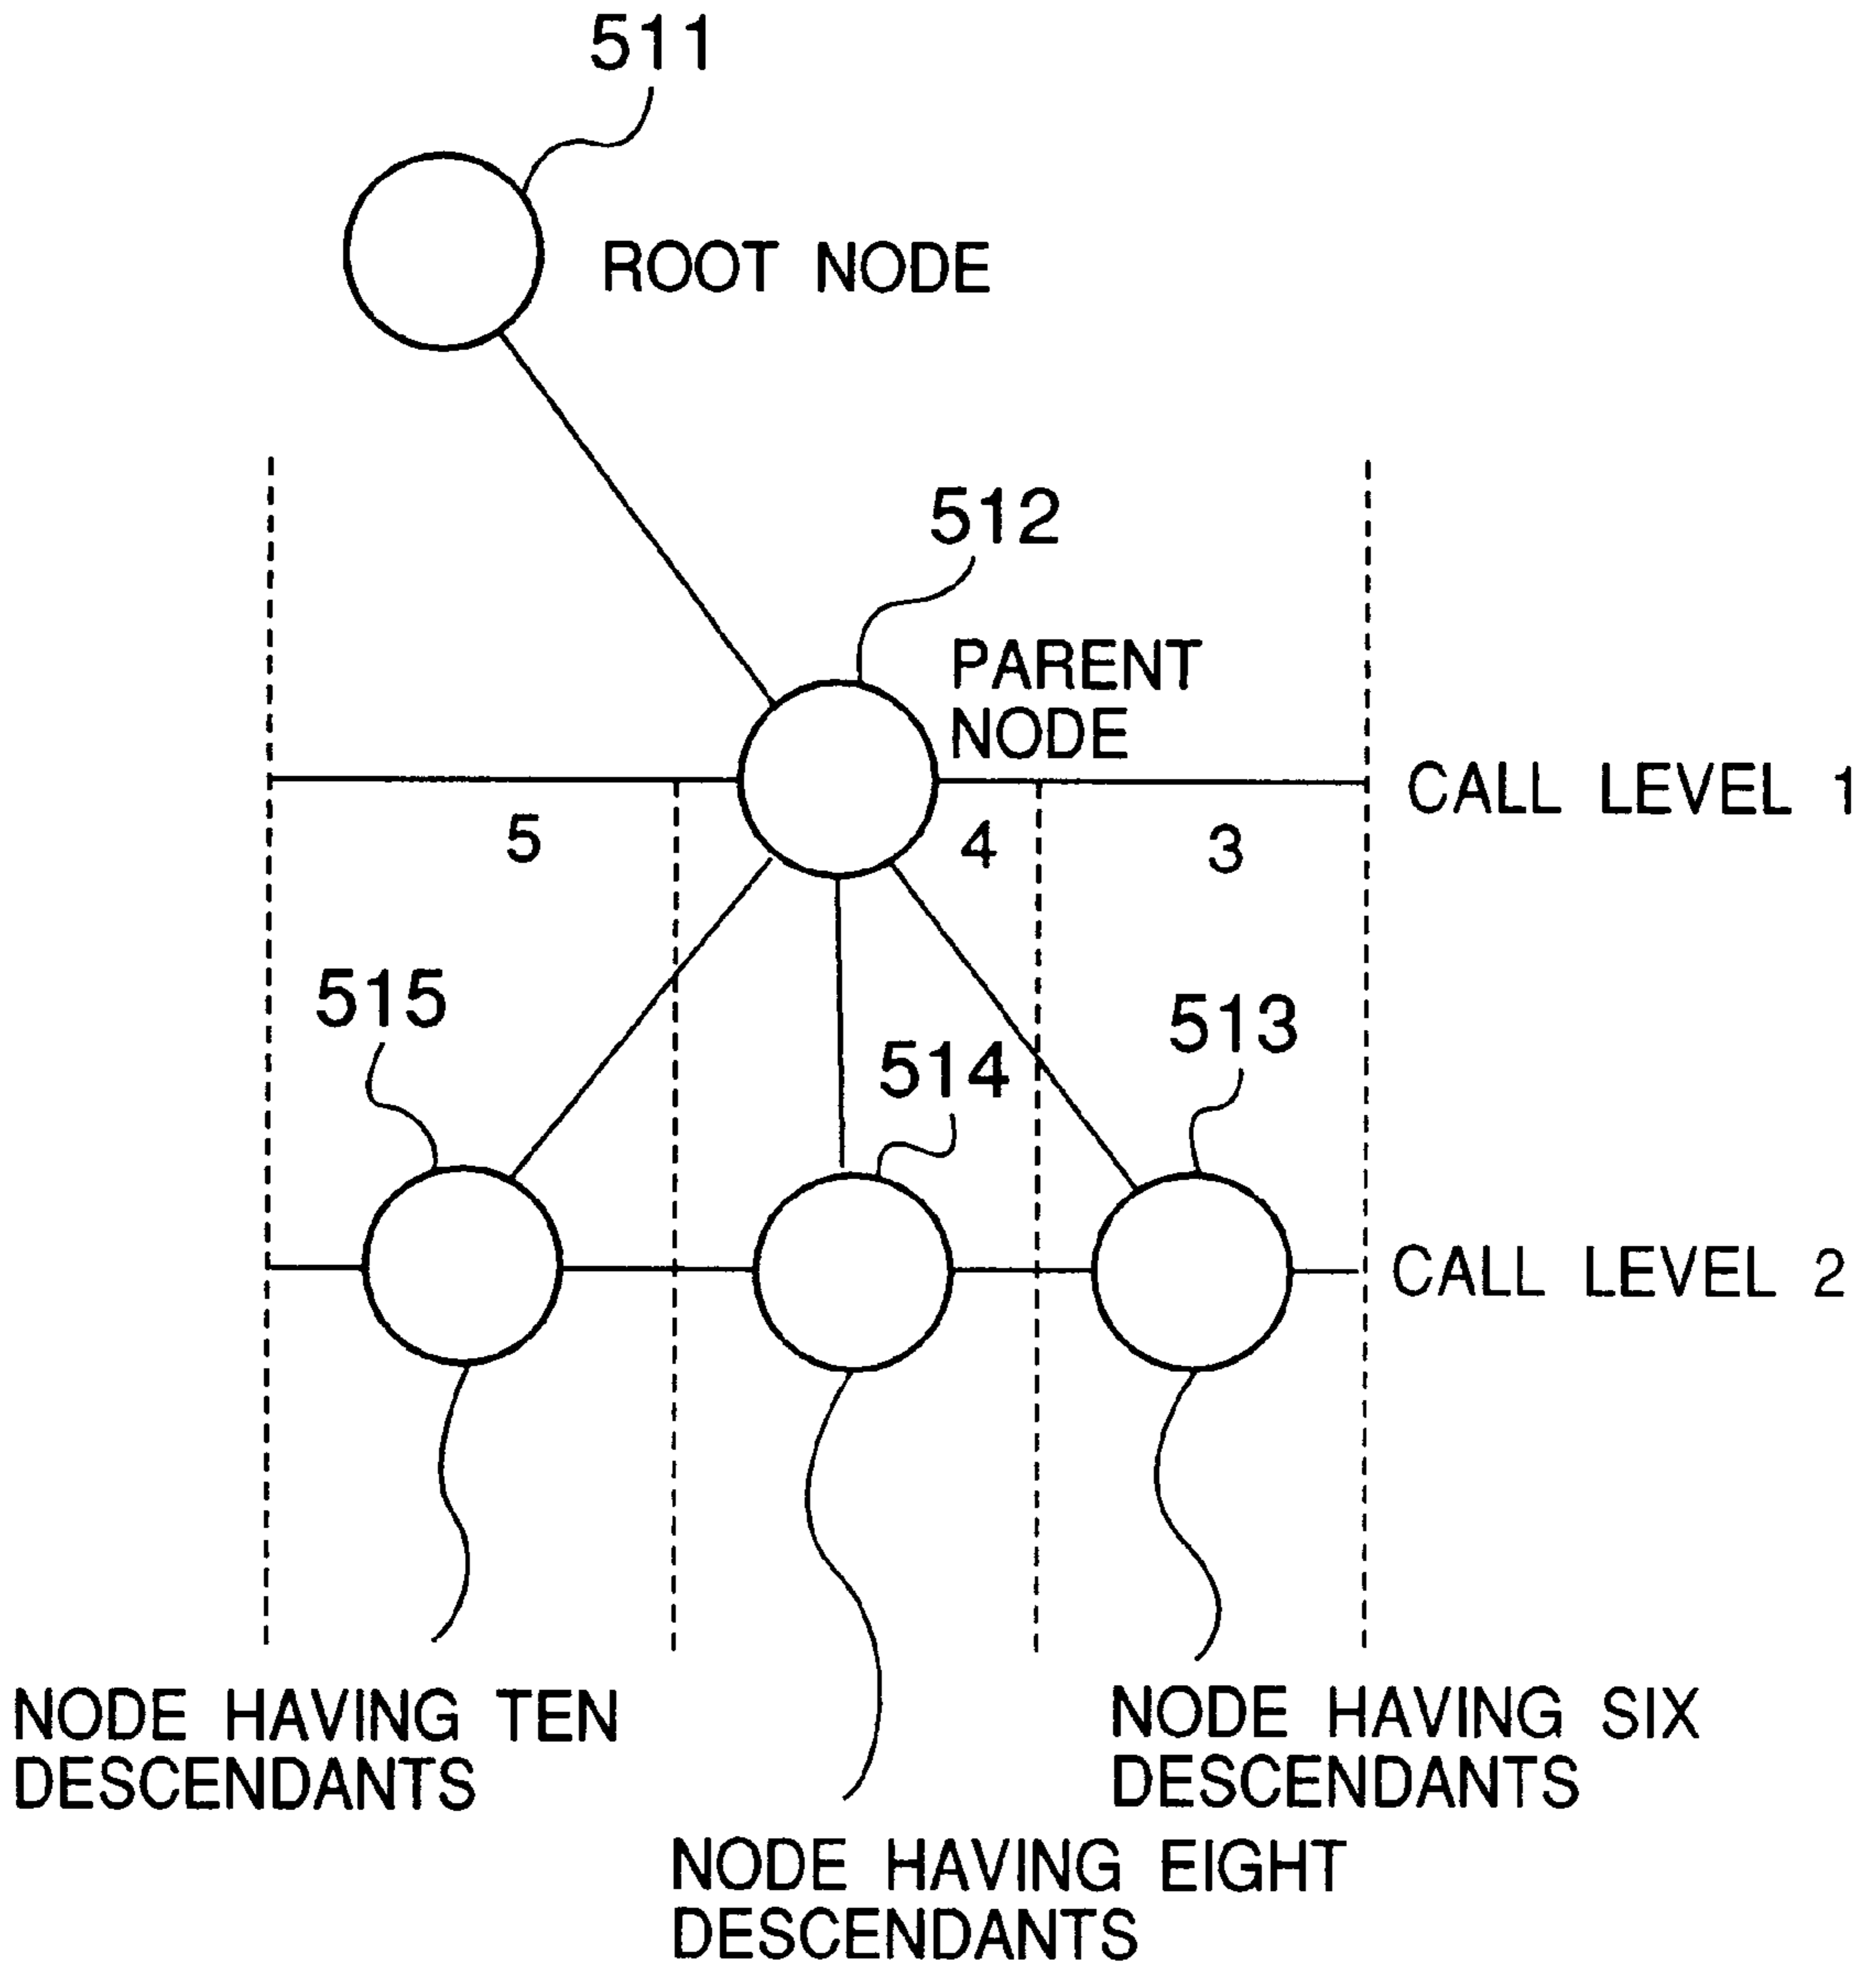 511
ROOT NODE
512
PARENT
NODE
CALL LEVEL 1
5
4
3
515
514
513
CALL LEVEL 2
NODE HAVING TEN
DESCENDANTS
NODE HAVING SIX
DESCENDANTS
NODE HAVING EIGHT
DESCENDANTS